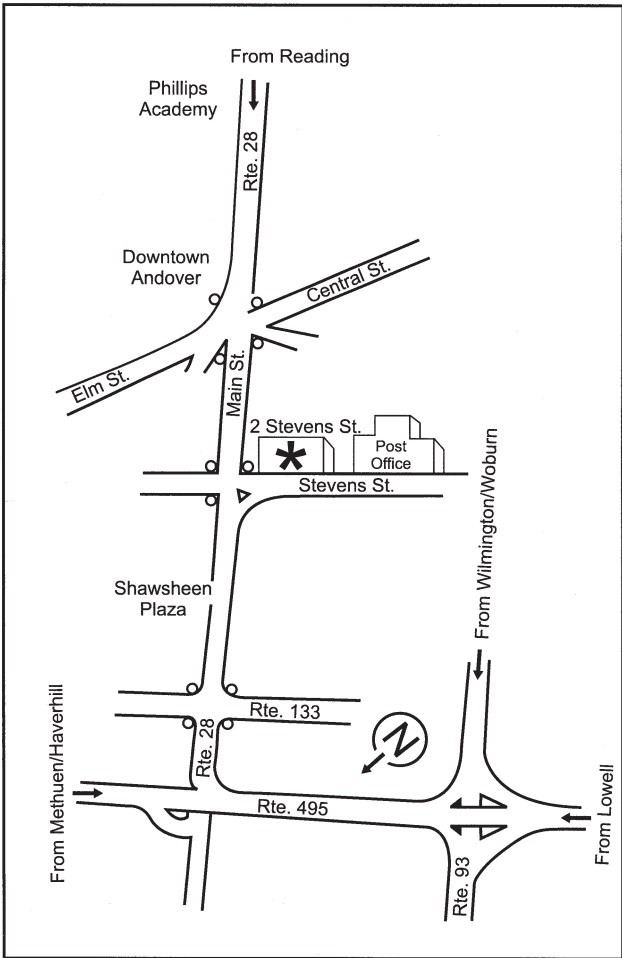 From Reading
Phillips
Academy
Rte. 28
Downtown
Andover
Central St.
Elm St.
Main St.
2 Stevens St.
*
Post
Office
Stevens St.
From Wilmington/Woburn
Shawsheen
Plaza
Rte. 133
Rte. 28
N
From Methuen/Haverhill
Rte. 495
From Lowell
Rte. 93